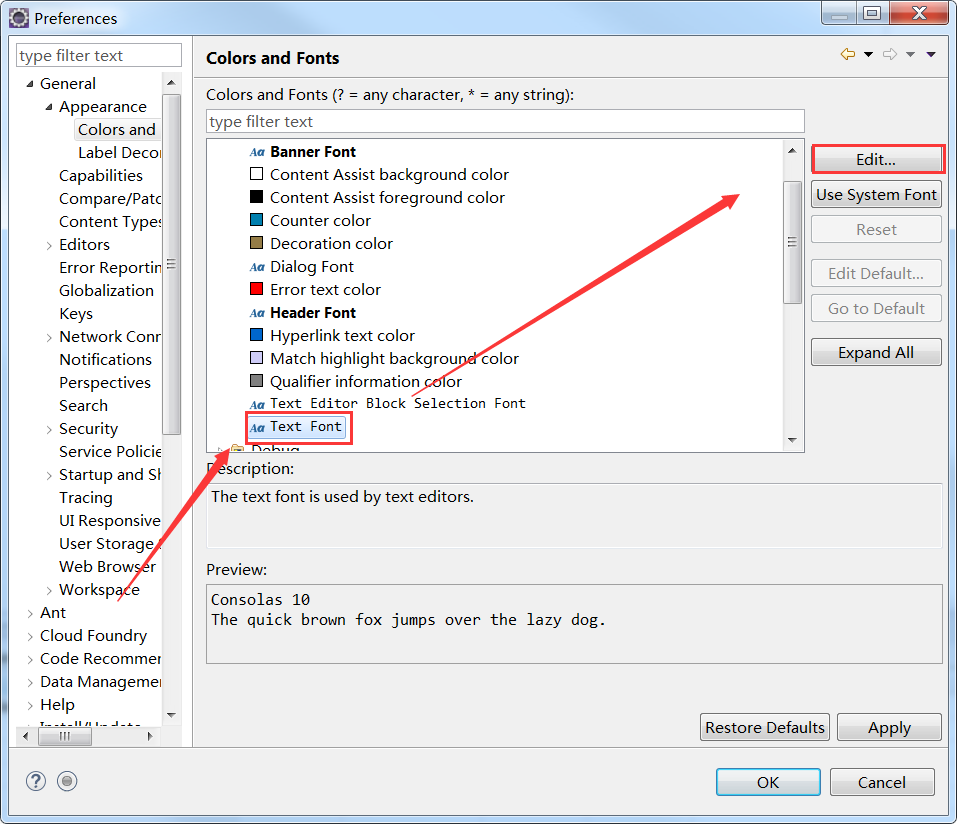 Preferences
type filter text
General
Appearance
Colors and
Label Decor
Capabilities
Compare/Patc
Content Types
Editors
Error Reportin
Globalization
Keys
Network Conr
Notifications
Perspectives
Search
Security
Service Policie
Startup and Sh
Tracing
UI Responsive
User Storage
Web Browser
Workspace
Ant
Cloud Foundry
Code Recommer
Data Managemer
Help
Install/Update
Colors and Fonts
Colors and Fonts (? = any character, * = any string):
type filter text
Aa Banner Font
Content Assist background color
Content Assist foreground color
Counter color
Decoration color
Aa Dialog Font
Error text color
Aa Header Font
Hyperlink text color
Match highlight background color
Qualifier information color
Aa Text Editor Block Selection Font
Aa Text Font
Debug
Edit...
Use System Font
Reset
Edit Default...
Go to Default
Expand All
Description:
The text font is used by text editors.
Preview:
Consolas 10
The quick brown fox jumps over the lazy dog.
Restore Defaults
Apply
?
OK
Cancel